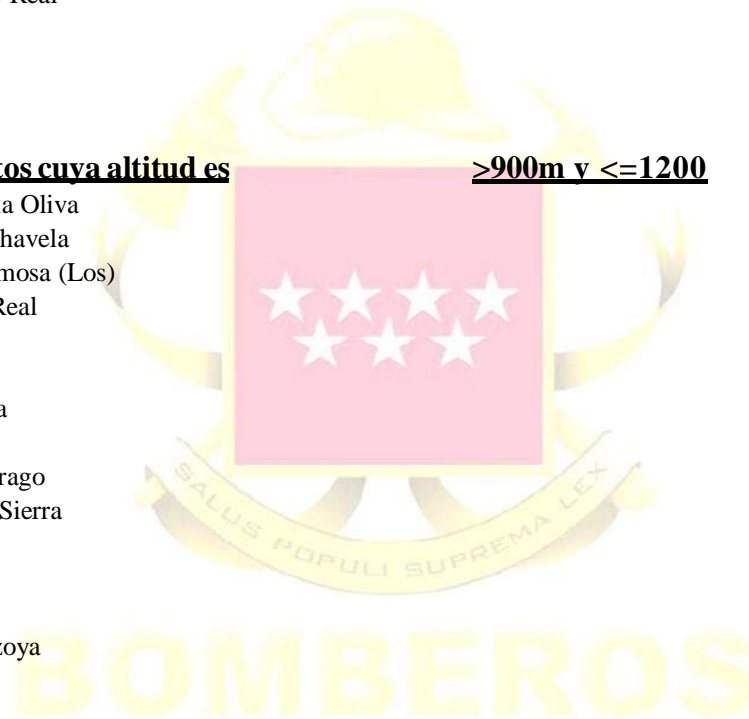 Real
tos cuya altitud es >900m y <=1200
la Oliva
havela
mosa (Los)
Real
a
rago
Sierra
zoya
SALUS POPULI SUPREMA LEX
BOMBEROS